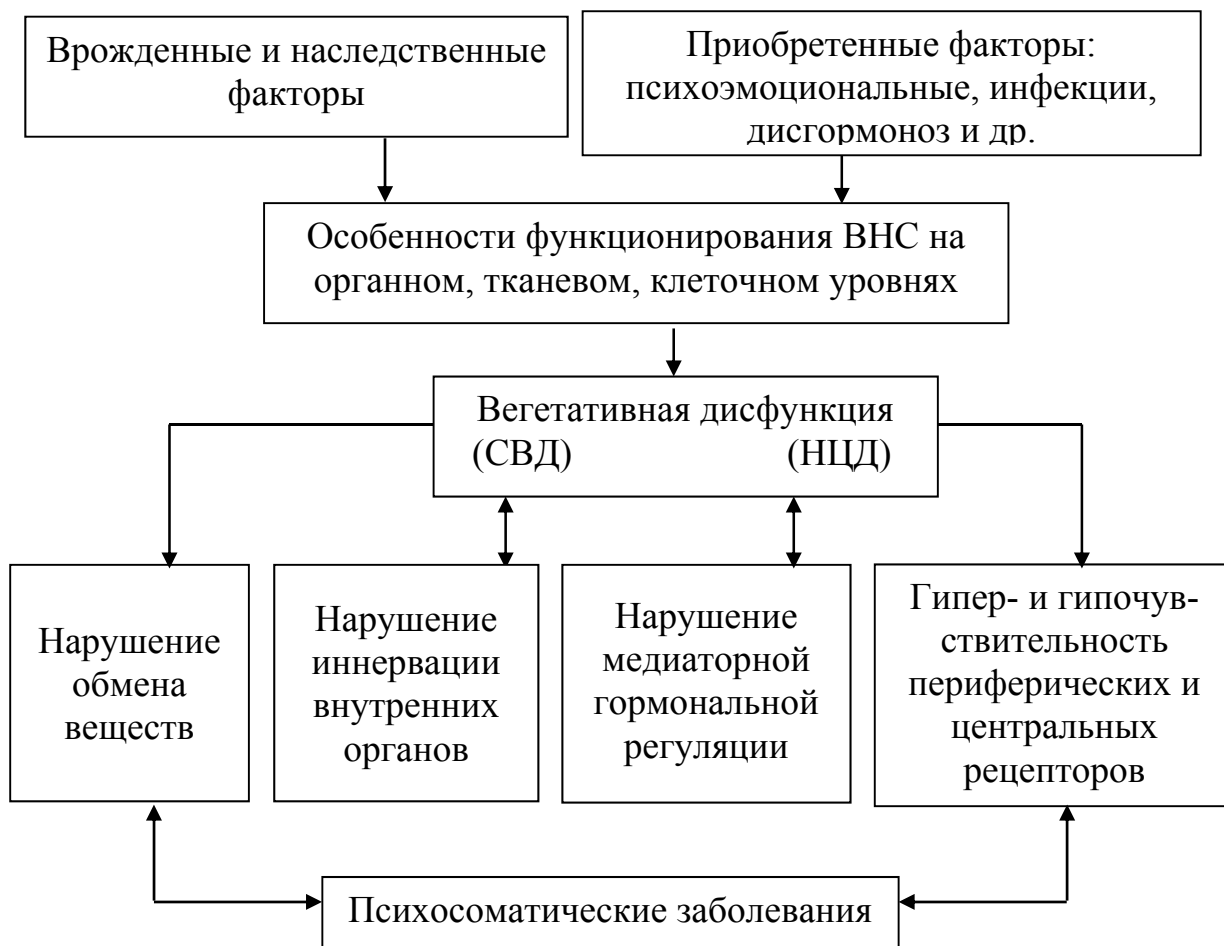 Врожденные и наследственные
факторы
Приобретенные факторы:
психоэмоциональные, инфекции,
дисгормоноз и др.
Особенности функционирования ВНС на
органном, тканевом, клеточном уровнях
Вегетативная дисфункция
(СВД) (НЦД)
Нарушение
обмена
веществ
Нарушение
иннервации
внутренних
органов
Нарушение
медиаторной
гормональной
регуляции
Гипер- и гипочув-
ствительность
периферических и
центральных
рецепторов
Психосоматические заболевания